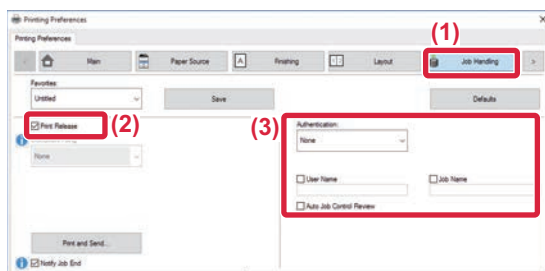 Printing Preferences
Printing Preferences
(1)
Main
Paper Source
A
Finishing
Layout
Job Handling
Favorites:
Untitled
Save
Defaults
Print Release
(2)
(3)
Authentication:
None
None
User Name
Job Name
Auto Job Control Review
Print and Send...
Notify Job End